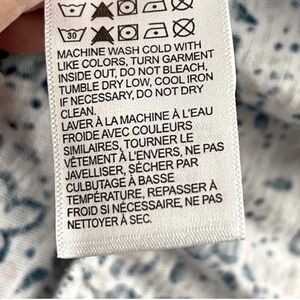 30
MACHINE WASH COLD WITH
LIKE COLORS, TURN GARMENT
INSIDE OUT, DO NOT BLEACH,
TUMBLE DRY LOW, COOL IRON
IF NECESSARY, DO NOT DRY
CLEAN.
LAVER À LA MACHINE À L'EAU
FROIDE AVEC COULEURS
SIMILAIRES, TOURNER LE
VÊTEMENT À L'ENVERS, NE PAS
JAVELLISER, SÉCHER PAR
CULBUTAGE À BASSE
TEMPÉRATURE, REPASSER À
FROID SI NÉCESSAIRE, NE PAS
NETTOYER À SEC.